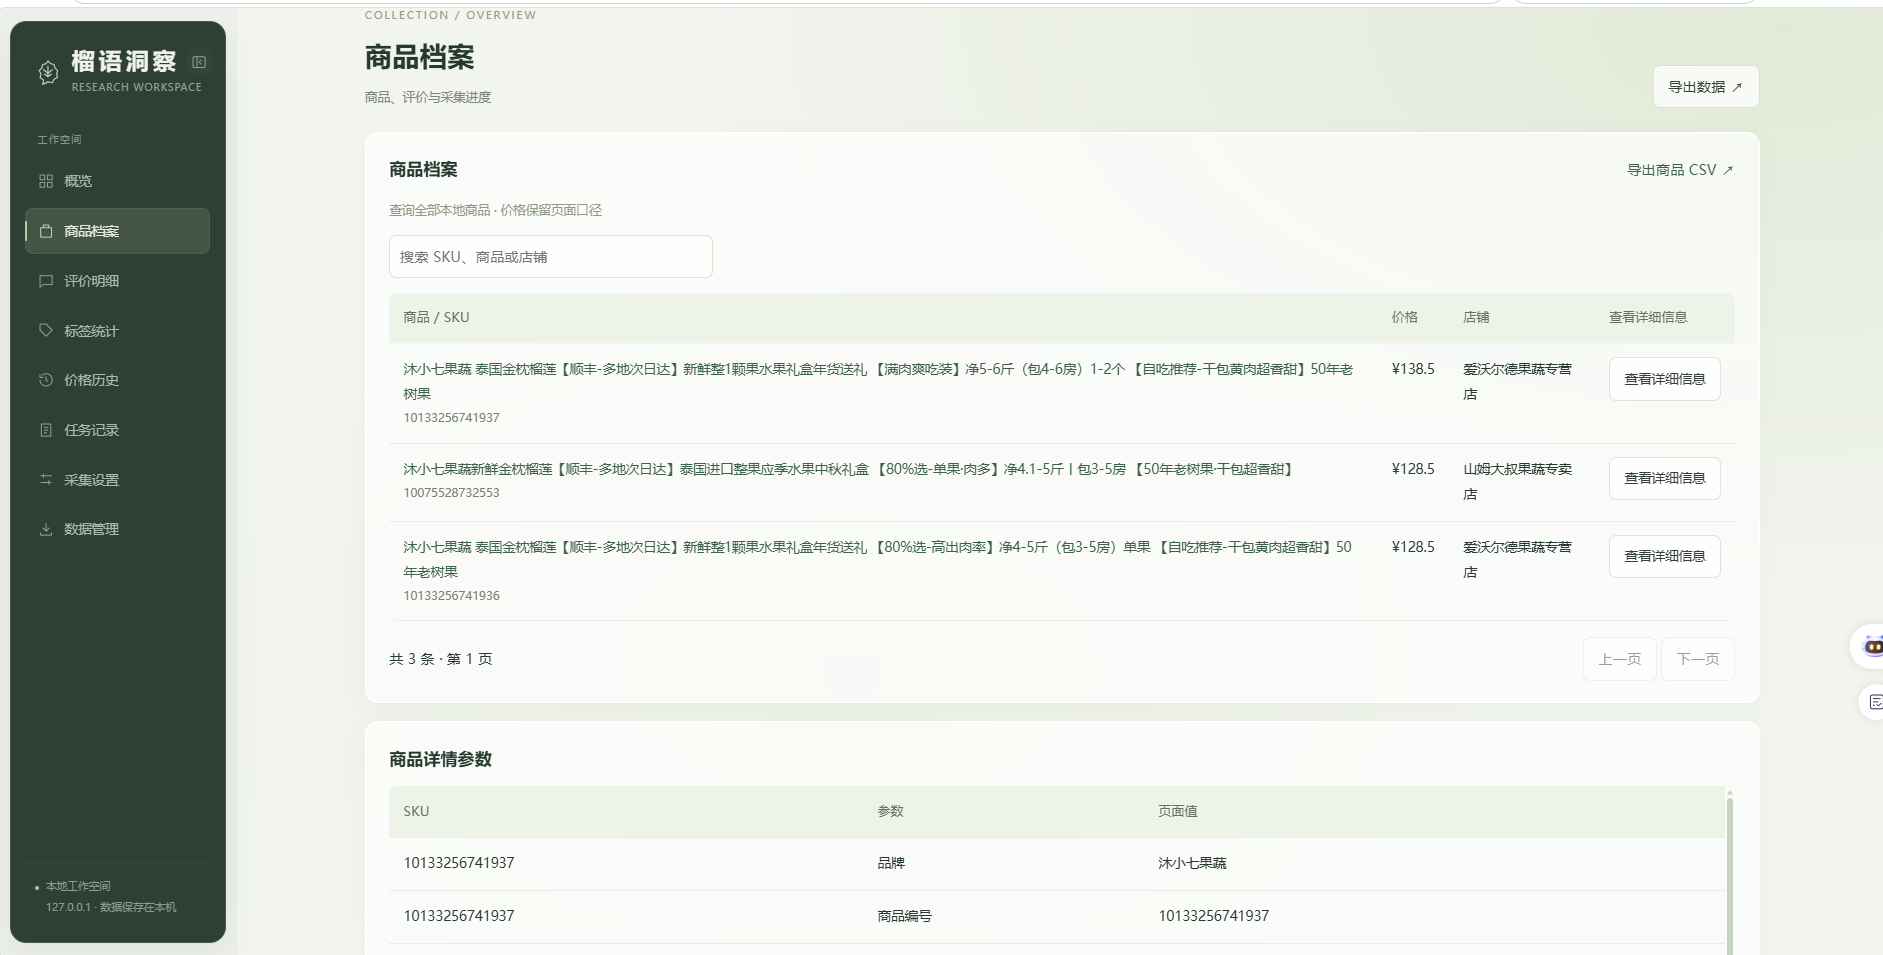 榴语洞察
RESEARCH WORKSPACE
工作空间
概览
商品档案
评价明细
标签统计
价格历史
任务记录
采集设置
数据管理
本地工作空间
127.0.0.1 · 数据保存在本机
COLLECTION / OVERVIEW
商品档案
商品、评价与采集进度
导出数据 ↗
商品档案
导出商品 CSV ↗
查询全部本地商品 · 价格保留页面口径
搜索 SKU、商品或店铺
商品 / SKU 价格 店铺 查看详细信息
沐小七果蔬 泰国金枕榴莲【顺丰-多地次日达】新鲜整1颗果水果礼盒年货送礼 【满肉爽吃装】净5-6斤（包4-6房）1-2个 【自吃推荐-干包黄肉超香甜】50年老 ¥138.5 爱沃尔德果蔬专营 查看详细信息
树果 店
10133256741937
沐小七果蔬新鲜金枕榴莲【顺丰-多地次日达】泰国进口整果应季水果中秋礼盒 【80%选-单果·肉多】净4.1-5斤丨包3-5房 【50年老树果·干包超香甜】 ¥128.5 山姆大叔果蔬专卖 查看详细信息
10075528732553 店
沐小七果蔬 泰国金枕榴莲【顺丰-多地次日达】新鲜整1颗果水果礼盒年货送礼 【80%选-高出肉率】净4-5斤（包3-5房）单果 【自吃推荐-干包黄肉超香甜】50 ¥128.5 爱沃尔德果蔬专营 查看详细信息
年老树果 店
10133256741936
共 3 条 · 第 1 页 上一页 下一页
商品详情参数
SKU 参数 页面值
10133256741937 品牌 沐小七果蔬
10133256741937 商品编号 10133256741937